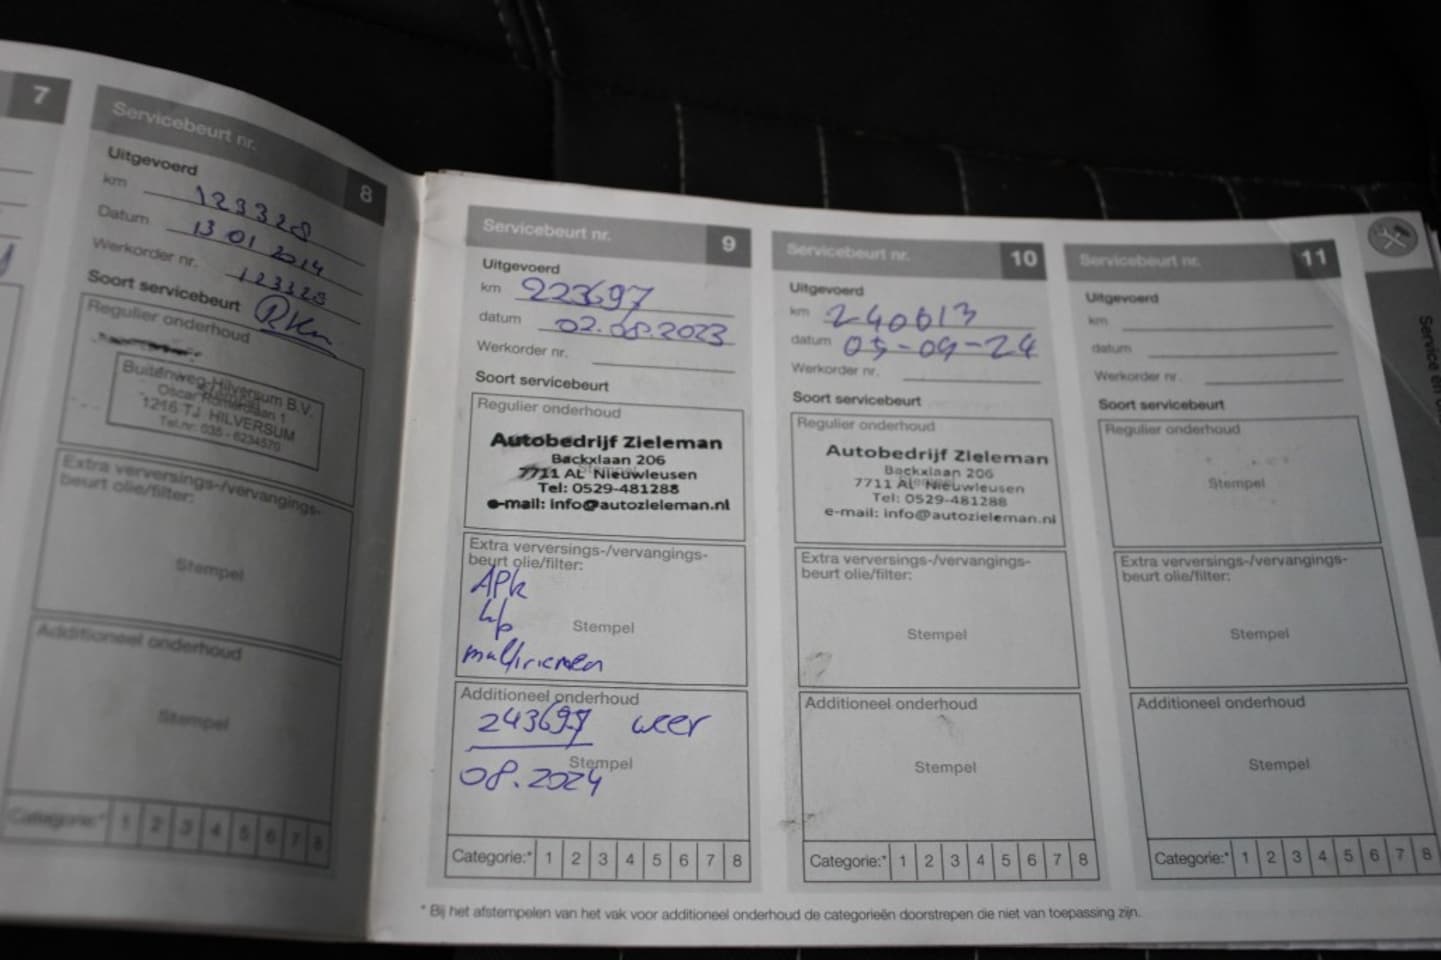 7
Servicebeurt nr. 8
Uitgevoerd
km 123328
Datum 13 01 2014
Werkorder nr. 123328
Soort servicebeurt
Regulier onderhoud
Buitenweg-Hilversum B.V.
1216 TJ HILVERSUM
Tel.nr: 035 - 6234570
Extra verversings-/vervangings-
beurt olie/filter:
Stempel
Additioneel onderhoud
Stempel
Categorie:* 1 2 3 4 5 6 7 8
Servicebeurt nr. 9
Uitgevoerd
km 223697
datum 02.08.2023
Werkorder nr.
Soort servicebeurt
Regulier onderhoud
Stempel
Autobedrijf Zieleman
Backxlaan 206
7711 AL Nieuwleusen
Tel: 0529-481288
e-mail: info@autozieleman.nl
Extra verversings-/vervangings-
beurt olie/filter:
APK
Stempel
multiriemen
Additioneel onderhoud
243697 weer
Stempel
08.2024
Categorie:* 1 2 3 4 5 6 7 8
Servicebeurt nr. 10
Uitgevoerd
km 240613
datum 05-09-24
Werkorder nr.
Soort servicebeurt
Regulier onderhoud
Autobedrijf Zieleman
Backxlaan 206
7711 AL Nieuwleusen
Tel: 0529-481288
e-mail: info@autozieleman.nl
Extra verversings-/vervangings-
beurt olie/filter:
Stempel
Additioneel onderhoud
Stempel
Categorie:* 1 2 3 4 5 6 7 8
Servicebeurt nr. 11
Uitgevoerd
km
datum
Werkorder nr.
Soort servicebeurt
Regulier onderhoud
Stempel
Extra verversings-/vervangings-
beurt olie/filter:
Stempel
Additioneel onderhoud
Stempel
Categorie:* 1 2 3 4 5 6 7 8
* Bij het afstempelen van het vak voor additioneel onderhoud de categorieën doorstrepen die niet van toepassing zijn.
Service en